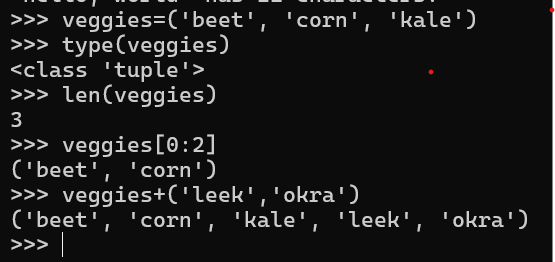 >>> veggies=('beet', 'corn', 'kale')
>>> type(veggies)
<class 'tuple'>
>>> len(veggies)
3
>>> veggies[0:2]
('beet', 'corn')
>>> veggies+('leek','okra')
('beet', 'corn', 'kale', 'leek', 'okra')
>>>